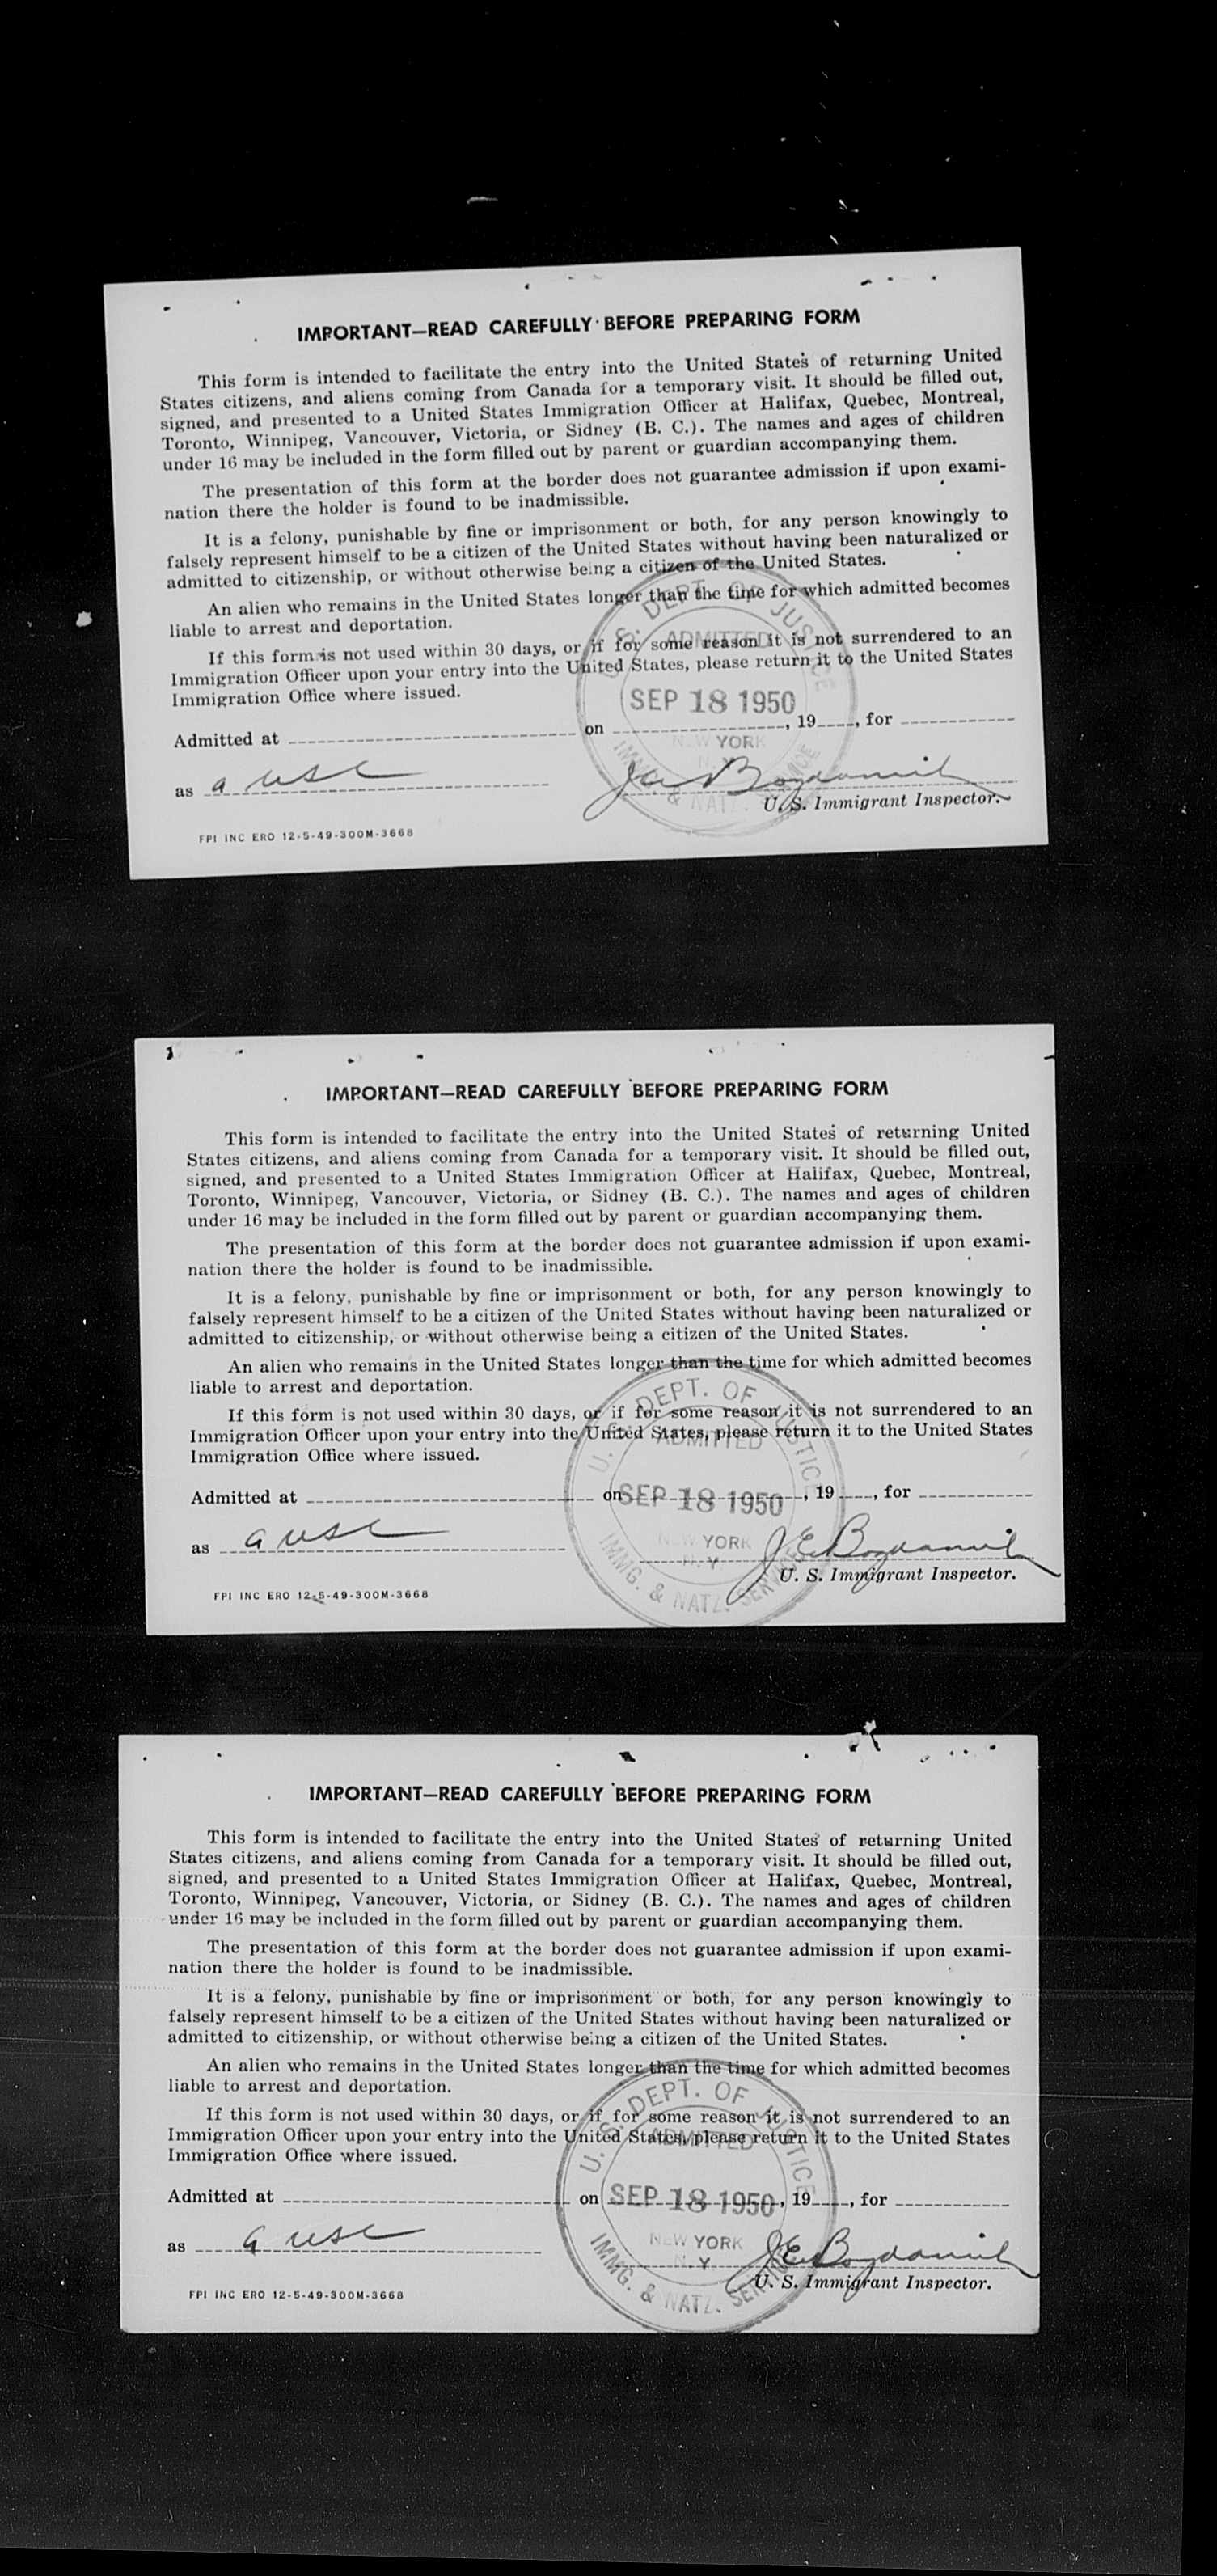 IMPORTANT—READ CAREFULLY BEFORE PREPARING FORM
This form is intended to facilitate the entry into the United States of returning United
States citizens, and aliens coming from Canada for a temporary visit. It should be filled out,
signed, and presented to a United States Immigration Officer at Halifax, Quebec, Montreal,
Toronto, Winnipeg, Vancouver, Victoria, or Sidney (B. C.). The names and ages of children
under 16 may be included in the form filled out by parent or guardian accompanying them.
The presentation of this form at the border does not guarantee admission if upon exami-
nation there the holder is found to be inadmissible.
It is a felony, punishable by fine or imprisonment or both, for any person knowingly to
falsely represent himself to be a citizen of the United States without having been naturalized or
admitted to citizenship, or without otherwise being a citizen of the United States.
An alien who remains in the United States longer than the time for which admitted becomes
liable to arrest and deportation.
If this form is not used within 30 days, or if for some reason it is not surrendered to an
Immigration Officer upon your entry into the United States, please return it to the United States
Immigration Office where issued.
U. S. DEPT. OF JUSTICE
ADMITTED
SEP 18 1950
Admitted at on , 19 , for
NEW YORK
N. Y.
IMMG. & NATZ. SERVICE
as a usc
U. S. Immigrant Inspector.
FPI INC ERO 12-5-49-300M-3668
IMPORTANT—READ CAREFULLY BEFORE PREPARING FORM
This form is intended to facilitate the entry into the United States of returning United
States citizens, and aliens coming from Canada for a temporary visit. It should be filled out,
signed, and presented to a United States Immigration Officer at Halifax, Quebec, Montreal,
Toronto, Winnipeg, Vancouver, Victoria, or Sidney (B. C.). The names and ages of children
under 16 may be included in the form filled out by parent or guardian accompanying them.
The presentation of this form at the border does not guarantee admission if upon exami-
nation there the holder is found to be inadmissible.
It is a felony, punishable by fine or imprisonment or both, for any person knowingly to
falsely represent himself to be a citizen of the United States without having been naturalized or
admitted to citizenship, or without otherwise being a citizen of the United States.
An alien who remains in the United States longer than the time for which admitted becomes
liable to arrest and deportation.
If this form is not used within 30 days, or if for some reason it is not surrendered to an
Immigration Officer upon your entry into the United States, please return it to the United States
Immigration Office where issued.
U. S. DEPT. OF JUSTICE
ADMITTED
Admitted at on SEP 18 1950 , 19 , for
NEW YORK
N. Y.
IMMG. & NATZ. SERVICE
as a usc
U. S. Immigrant Inspector.
FPI INC ERO 12-5-49-300M-3668
IMPORTANT—READ CAREFULLY BEFORE PREPARING FORM
This form is intended to facilitate the entry into the United States of returning United
States citizens, and aliens coming from Canada for a temporary visit. It should be filled out,
signed, and presented to a United States Immigration Officer at Halifax, Quebec, Montreal,
Toronto, Winnipeg, Vancouver, Victoria, or Sidney (B. C.). The names and ages of children
under 16 may be included in the form filled out by parent or guardian accompanying them.
The presentation of this form at the border does not guarantee admission if upon exami-
nation there the holder is found to be inadmissible.
It is a felony, punishable by fine or imprisonment or both, for any person knowingly to
falsely represent himself to be a citizen of the United States without having been naturalized or
admitted to citizenship, or without otherwise being a citizen of the United States.
An alien who remains in the United States longer than the time for which admitted becomes
liable to arrest and deportation.
If this form is not used within 30 days, or if for some reason it is not surrendered to an
Immigration Officer upon your entry into the United States, please return it to the United States
Immigration Office where issued.
U. S. DEPT. OF JUSTICE
ADMITTED
Admitted at on SEP 18 1950 , 19 , for
NEW YORK
N. Y.
IMMG. & NATZ. SERVICE
as a usc
U. S. Immigrant Inspector.
FPI INC ERO 12-5-49-300M-3668